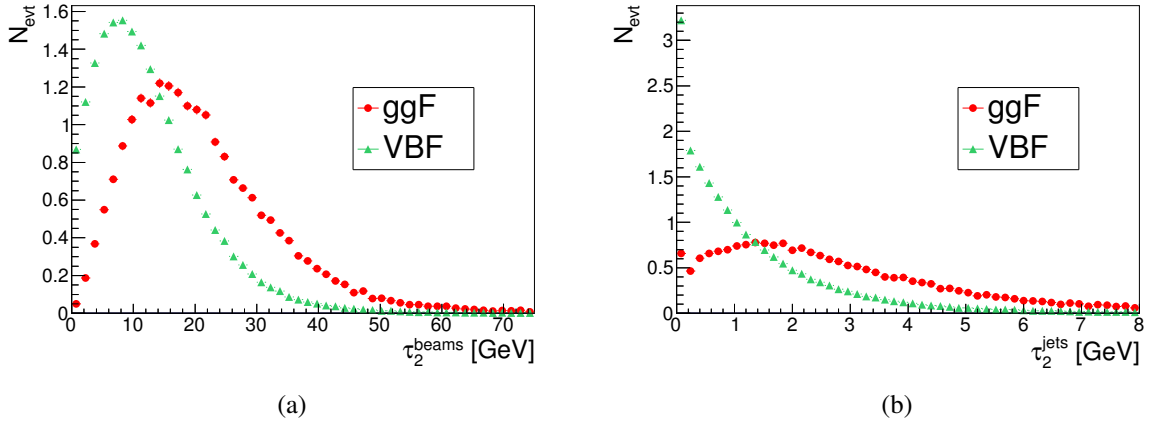 N_evt
1.6
1.4
1.2
1
0.8
0.6
0.4
0.2
0
0 10 20 30 40 50 60 70
τ_2^beams [GeV]
ggF
VBF
(a)
N_evt
3
2.5
2
1.5
1
0.5
0
0 1 2 3 4 5 6 7 8
τ_2^jets [GeV]
ggF
VBF
(b)